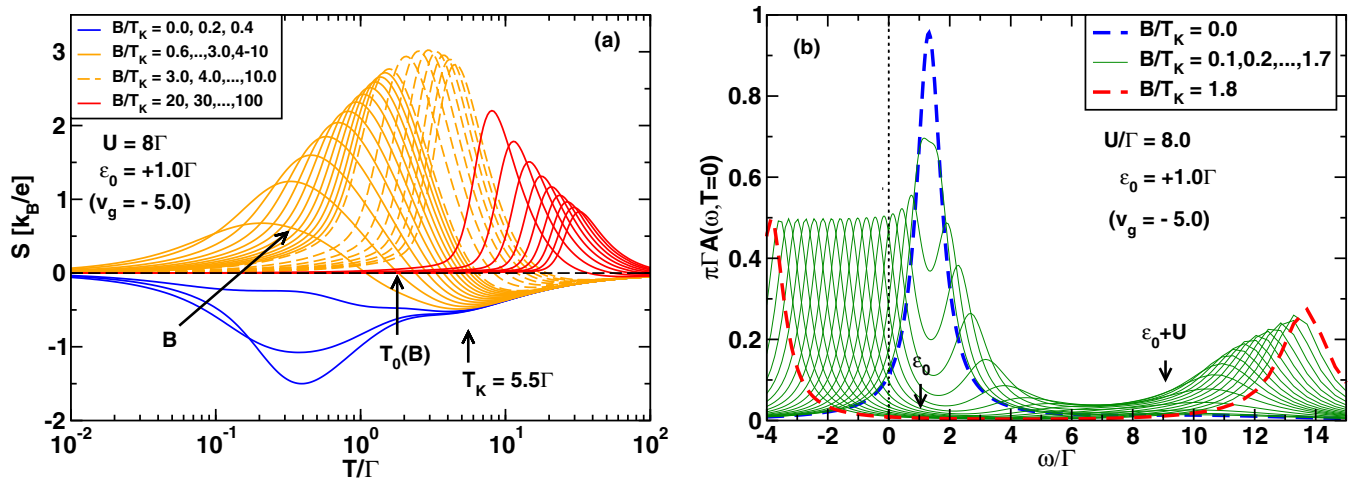 (a)
B/T_K = 0.0, 0.2, 0.4
B/T_K = 0.6,..,3.0,4-10
B/T_K = 3.0, 4.0,...,10.0
B/T_K = 20, 30,...,100
U = 8Γ
ε_0 = +1.0Γ
(v_g = - 5.0)
S [k_B/e]
3
2
1
0
-1
-2
B
T_0(B)
T_K = 5.5Γ
10^-2
10^-1
10^0
10^1
10^2
T/Γ
(b)
B/T_K = 0.0
B/T_K = 0.1,0.2,...,1.7
B/T_K = 1.8
U/Γ = 8.0
ε_0 = +1.0Γ
(v_g = - 5.0)
πΓA(ω,T=0)
1
0.8
0.6
0.4
0.2
0
ε_0
ε_0+U
-4
-2
0
2
4
6
8
10
12
14
ω/Γ